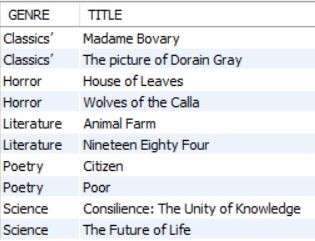 GENRE TITLE
Classics’ Madame Bovary
Classics’ The picture of Dorain Gray
Horror House of Leaves
Horror Wolves of the Calla
Literature Animal Farm
Literature Nineteen Eighty Four
Poetry Citizen
Poetry Poor
Science Consilience: The Unity of Knowledge
Science The Future of Life